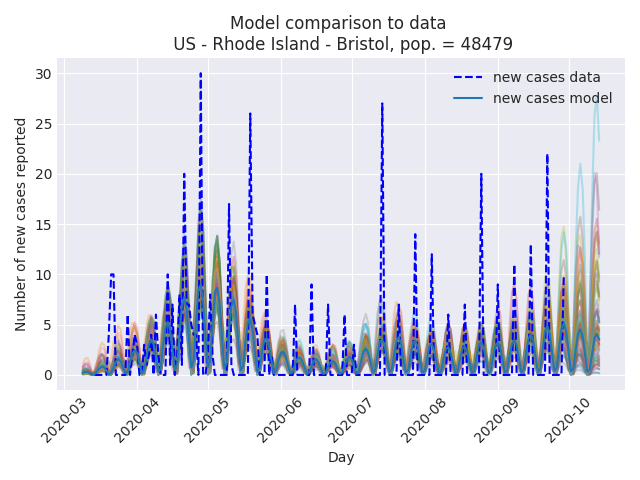 Model comparison to data
US - Rhode Island - Bristol, pop. = 48479
new cases data
new cases model
Number of new cases reported
30
25
20
15
10
5
0
2020-03
2020-04
2020-05
2020-06
2020-07
2020-08
2020-09
2020-10
Day